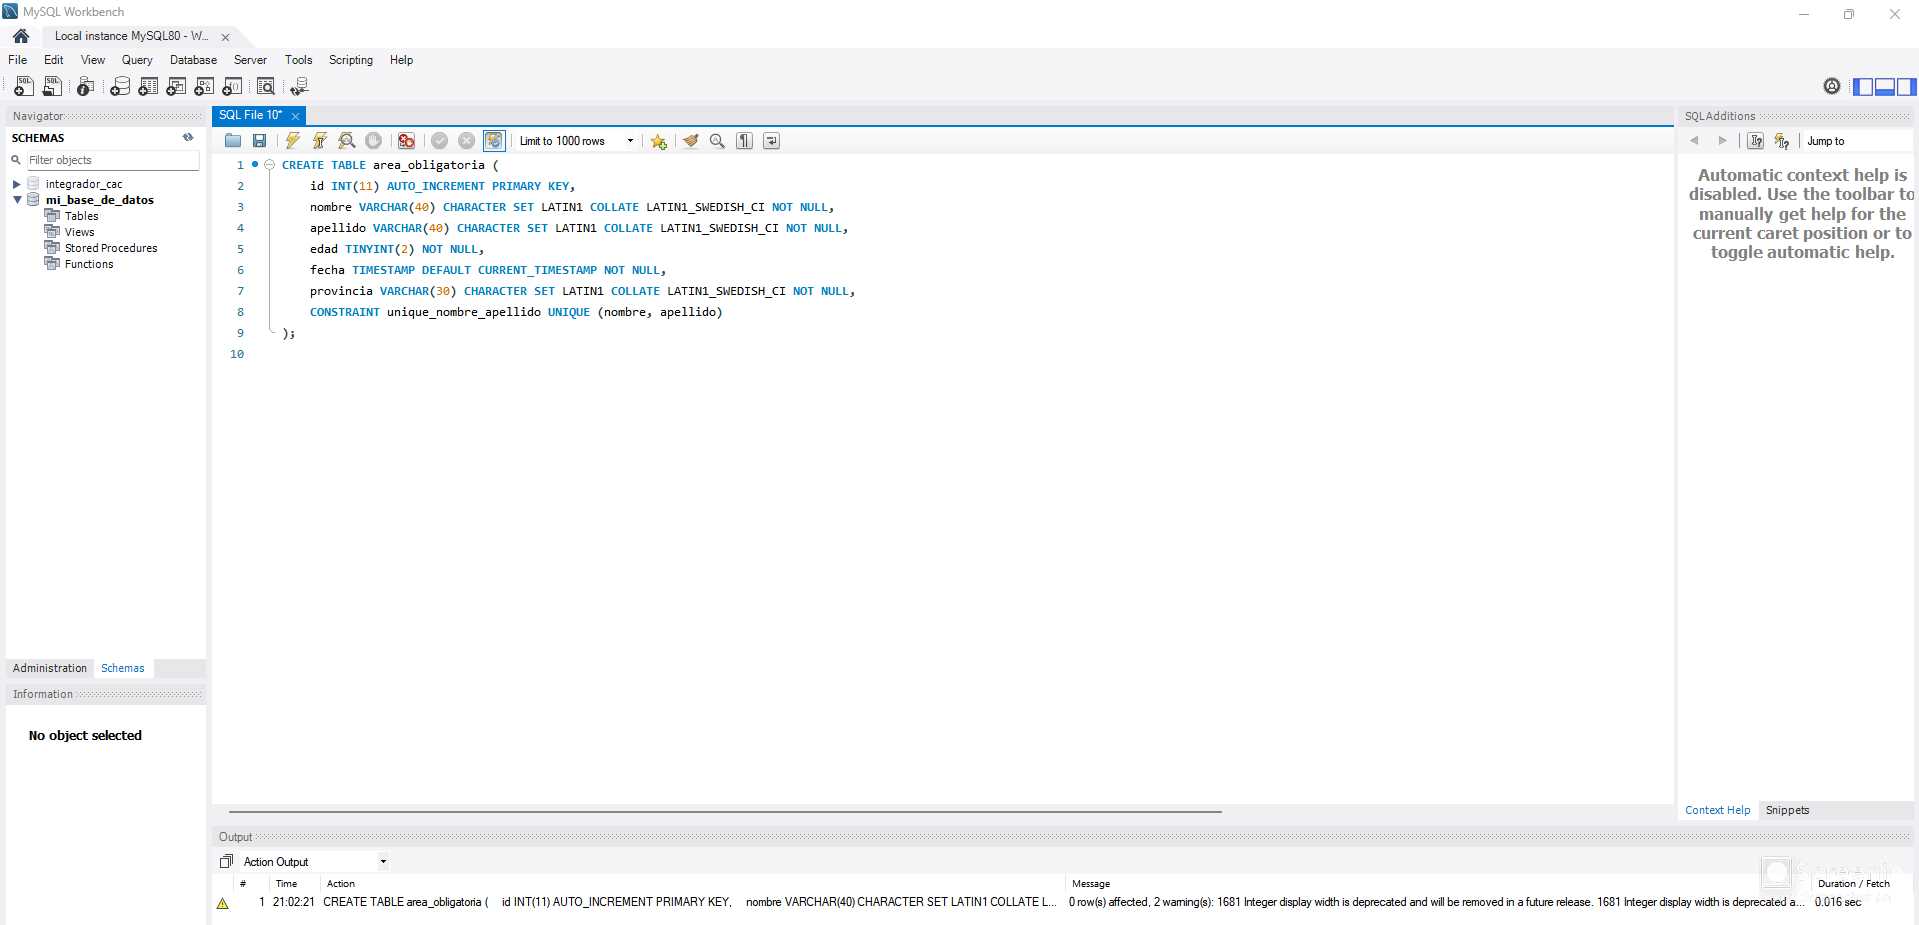 MySQL Workbench
Local instance MySQL80 - W...
File Edit View Query Database Server Tools Scripting Help
Navigator
SCHEMAS
Filter objects
integrador_cac
mi_base_de_datos
Tables
Views
Stored Procedures
Functions
Administration Schemas
Information
No object selected
SQL File 10*
Limit to 1000 rows
1 CREATE TABLE area_obligatoria (
2 id INT(11) AUTO_INCREMENT PRIMARY KEY,
3 nombre VARCHAR(40) CHARACTER SET LATIN1 COLLATE LATIN1_SWEDISH_CI NOT NULL,
4 apellido VARCHAR(40) CHARACTER SET LATIN1 COLLATE LATIN1_SWEDISH_CI NOT NULL,
5 edad TINYINT(2) NOT NULL,
6 fecha TIMESTAMP DEFAULT CURRENT_TIMESTAMP NOT NULL,
7 provincia VARCHAR(30) CHARACTER SET LATIN1 COLLATE LATIN1_SWEDISH_CI NOT NULL,
8 CONSTRAINT unique_nombre_apellido UNIQUE (nombre, apellido)
9 );
10
SQLAdditions
Jump to
Automatic context help is
disabled. Use the toolbar to
manually get help for the
current caret position or to
toggle automatic help.
Context Help Snippets
Output
Action Output
# Time Action Message Duration / Fetch
1 21:02:21 CREATE TABLE area_obligatoria ( id INT(11) AUTO_INCREMENT PRIMARY KEY, nombre VARCHAR(40) CHARACTER SET LATIN1 COLLATE L... 0 row(s) affected, 2 warning(s): 1681 Integer display width is deprecated and will be removed in a future release. 1681 Integer display width is deprecated a... 0.016 sec